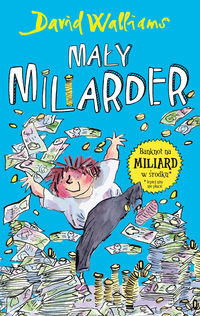 David Walliams
MAŁY
MILIARDER
Banknot na
MILIARD
w środku*